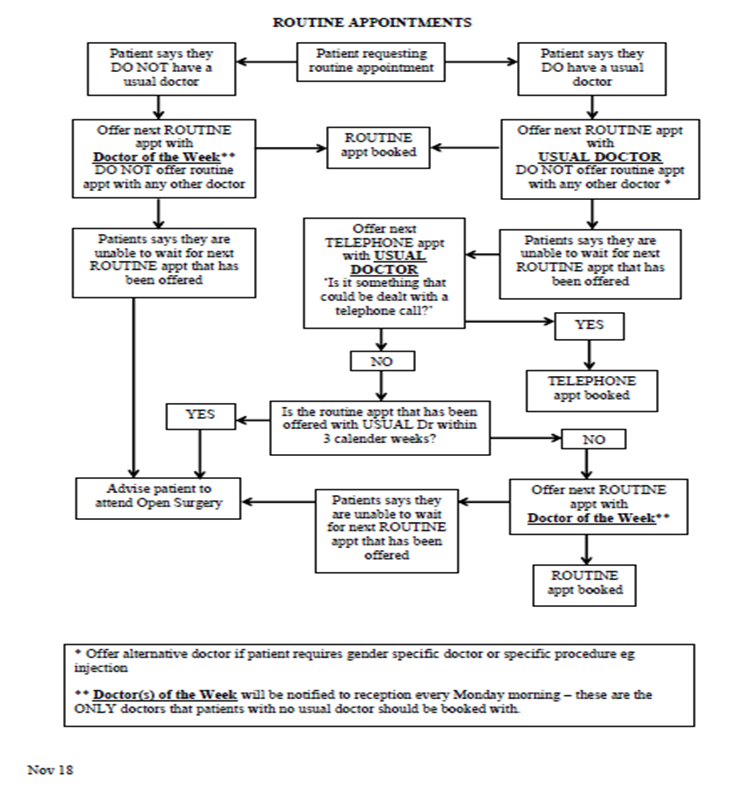 ROUTINE APPOINTMENTS
Patient says they
DO NOT have a
usual doctor
Patient requesting
routine appointment
Patient says they
DO have a usual
doctor
Offer next ROUTINE
appt with
Doctor of the Week**
DO NOT offer routine
appt with any other doctor
ROUTINE
appt booked
Offer next ROUTINE appt
with
USUAL DOCTOR
DO NOT offer routine appt
with any other doctor *
Patients says they are
unable to wait for next
ROUTINE appt that has
been offered
Offer next
TELEPHONE appt
with USUAL
DOCTOR
"Is it something that
could be dealt with a
telephone call?"
Patients says they are
unable to wait for next
ROUTINE appt that has
been offered
YES
NO
TELEPHONE
appt booked
YES
Is the routine appt that has been
offered with USUAL Dr within
3 calender weeks?
NO
Advise patient to
attend Open Surgery
Patients says they
are unable to wait
for next ROUTINE
appt that has been
offered
Offer next ROUTINE
appt with
Doctor of the Week**
ROUTINE
appt booked
* Offer alternative doctor if patient requires gender specific doctor or specific procedure eg
injection
** Doctor(s) of the Week will be notified to reception every Monday morning – these are the
ONLY doctors that patients with no usual doctor should be booked with.
Nov 18